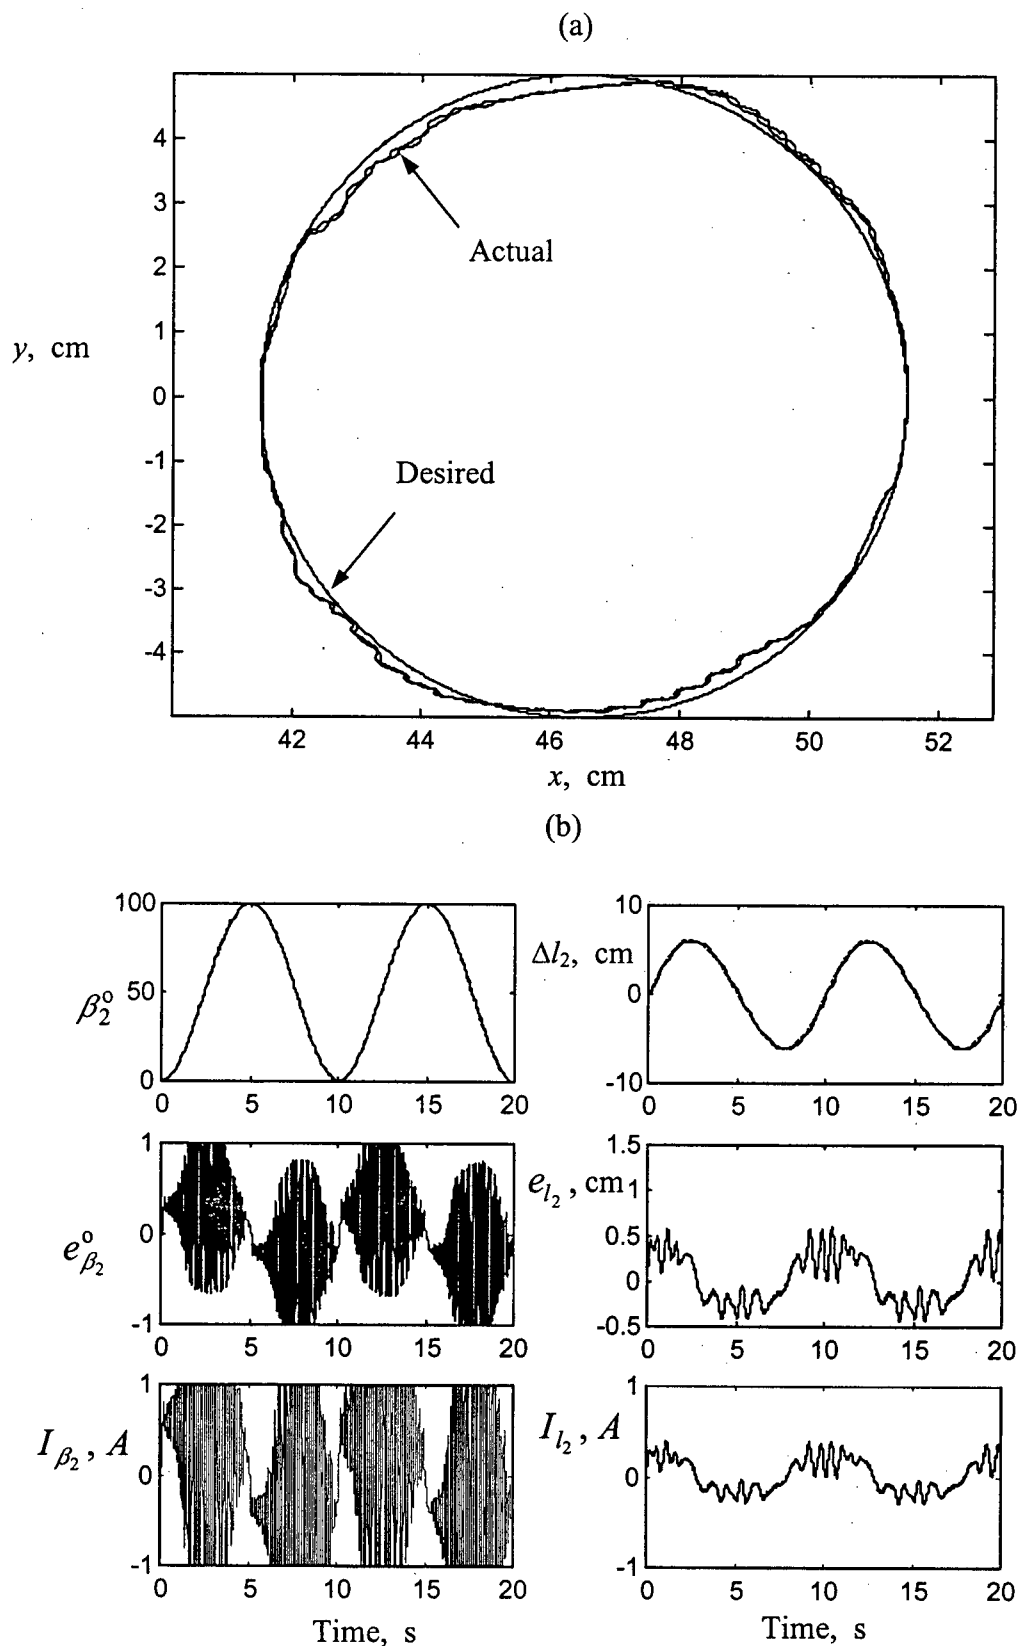 (a)
4
3
2
1
0
-1
-2
-3
-4
y, cm
Actual
Desired
42 44 46 48 50 52
x, cm
(b)
100
50
0
β₂°
0 5 10 15 20
10
0
-10
Δl₂, cm
0 5 10 15 20
1
0
-1
e°β₂
0 5 10 15 20
1.5
1
0.5
0
-0.5
e_l₂, cm
0 5 10 15 20
1
0
-1
I_β₂, A
0 5 10 15 20
Time, s
1
0
-1
I_l₂, A
0 5 10 15 20
Time, s